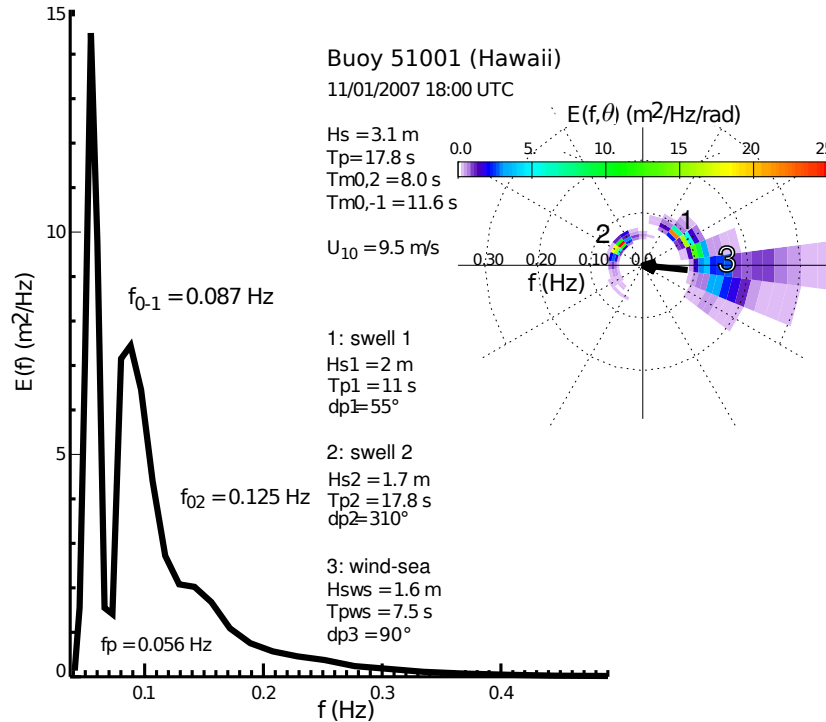 15
10
5
0
E(f) (m²/Hz)
0.1
0.2
0.3
0.4
f (Hz)
f₀₋₁ = 0.087 Hz
f₀₂ = 0.125 Hz
fp = 0.056 Hz
Buoy 51001 (Hawaii)
11/01/2007 18:00 UTC
Hs = 3.1 m
Tp= 17.8 s
Tm0,2 = 8.0 s
Tm0,-1 = 11.6 s
U₁₀ = 9.5 m/s
1: swell 1
Hs1 = 2 m
Tp1 = 11 s
dp1= 55°
2: swell 2
Hs2 = 1.7 m
Tp2 = 17.8 s
dp2= 310°
3: wind-sea
Hsws = 1.6 m
Tpws = 7.5 s
dp3 = 90°
E(f,θ) (m²/Hz/rad)
0.0 5. 10. 15 20 25
1
2
3
0.30 0.20 0.10 0.0
f (Hz)